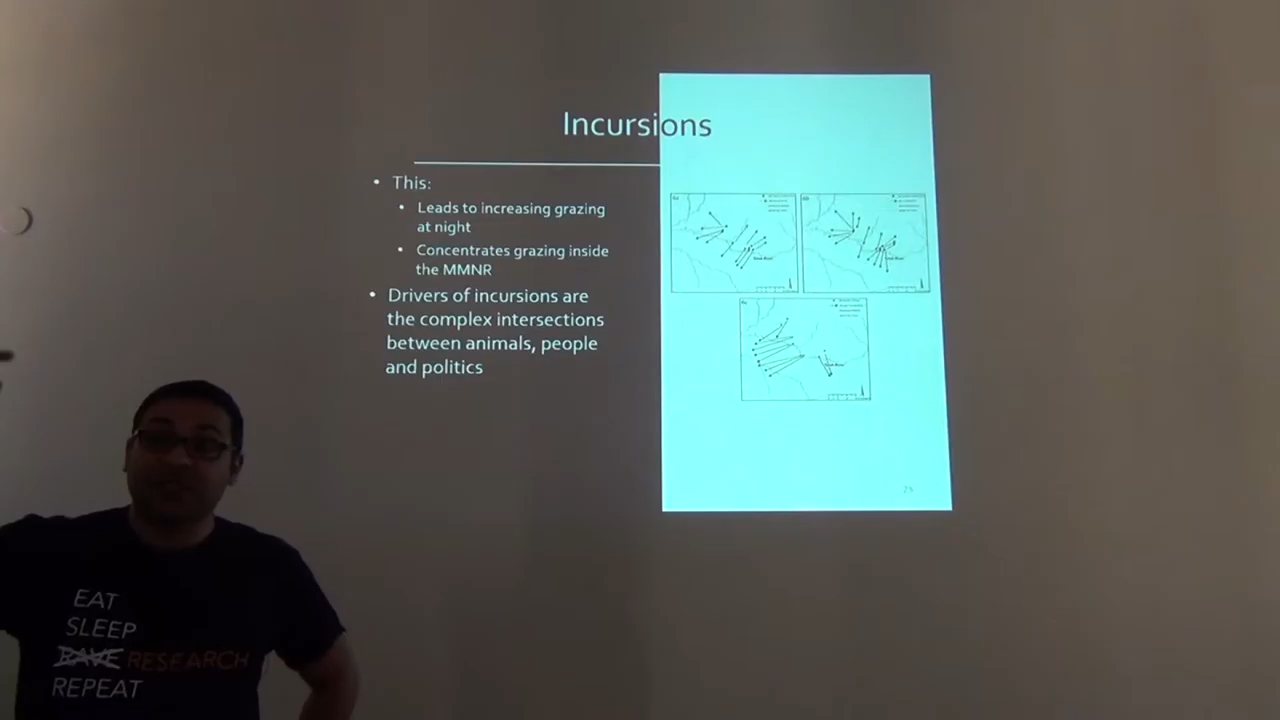 Incursions
• This:
• Leads to increasing grazing
at night
• Concentrates grazing inside
the MMNR
• Drivers of incursions are
the complex intersections
between animals, people
and politics
EAT
SLEEP
RAVE RESEARCH
REPEAT